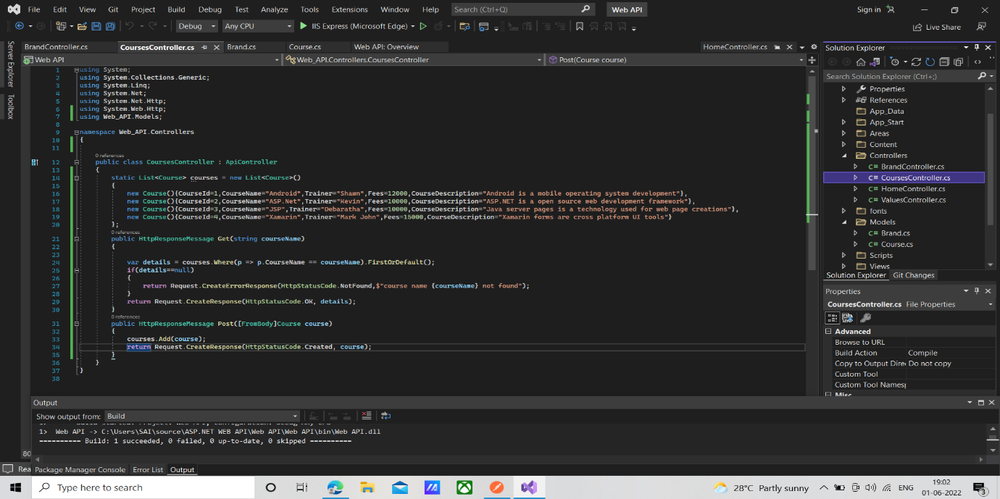 File Edit View Git Project Build Debug Test Analyze Tools Extensions Window Help Search (Ctrl+Q) Web API Sign in
Debug Any CPU IIS Express (Microsoft Edge) Live Share
Server Explorer
Toolbox
BrandController.cs CoursesController.cs Brand.cs Course.cs Web API: Overview HomeController.cs
Web API Web_API.Controllers.CoursesController Post(Course course)
1 using System;
2 using System.Collections.Generic;
3 using System.Linq;
4 using System.Net;
5 using System.Net.Http;
6 using System.Web.Http;
7 using Web_API.Models;
8
9 namespace Web_API.Controllers
10 {
11
0 references
12 public class CoursesController : ApiController
13 {
14 static List<Course> courses = new List<Course>()
15 {
16 new Course(){CourseId=1,CourseName="Android",Trainer="Shawn",Fees=12000,CourseDescription="Android is a mobile operating system development"},
17 new Course(){CourseId=2,CourseName="ASP.Net",Trainer="Kevin",Fees=10000,CourseDescription="ASP.NET is a open source web development framework"},
18 new Course(){CourseId=3,CourseName="JSP",Trainer="Debaratha",Fees=10000,CourseDescription="Java server pages is a technology used for web page creations"},
19 new Course(){CourseId=4,CourseName="Xamarin",Trainer="Mark John",Fees=15000,CourseDescription="Xamarin forms are cross platform UI tools"}
20 };
0 references
21 public HttpResponseMessage Get(string courseName)
22 {
23
24 var details = courses.Where(p => p.CourseName == courseName).FirstOrDefault();
25 if(details==null)
26 {
27 return Request.CreateErrorResponse(HttpStatusCode.NotFound,$"course name {courseName} not found");
28 }
29 return Request.CreateResponse(HttpStatusCode.OK, details);
30 }
0 references
31 public HttpResponseMessage Post([FromBody]Course course)
32 {
33 courses.Add(course);
34 return Request.CreateResponse(HttpStatusCode.Created, course);
35 }
36 }
37 }
38
Solution Explorer
Search Solution Explorer (Ctrl+;)
Properties
References
App_Data
App_Start
Areas
Content
Controllers
C# BrandController.cs
C# CoursesController.cs
C# HomeController.cs
C# ValuesController.cs
fonts
Models
C# Brand.cs
C# Course.cs
Scripts
Views
Solution Explorer Git Changes
Properties
CoursesController.cs File Properties
Advanced
Browse to URL
Build Action Compile
Copy to Output Dire Do not copy
Custom Tool
Custom Tool Namesp
Misc
Output
Show output from: Build
1> Web API -> C:\Users\SAI\source\ASP.NET WEB API\Web API\Web API\bin\Web API.dll
========== Build: 1 succeeded, 0 failed, 0 up-to-date, 0 skipped ==========
80
Rea Package Manager Console Error List Output
Type here to search 28°C Partly sunny ENG 19:02
01-06-2022 3